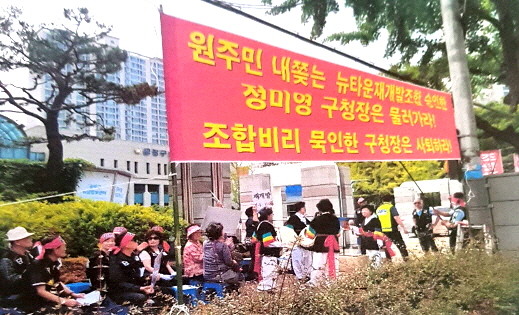 원주민 내쫓는 뉴타운재개발조합 승인한
정미영 구청장은 물러가라!
조합비리 묵인한 구청장은 사퇴하라!